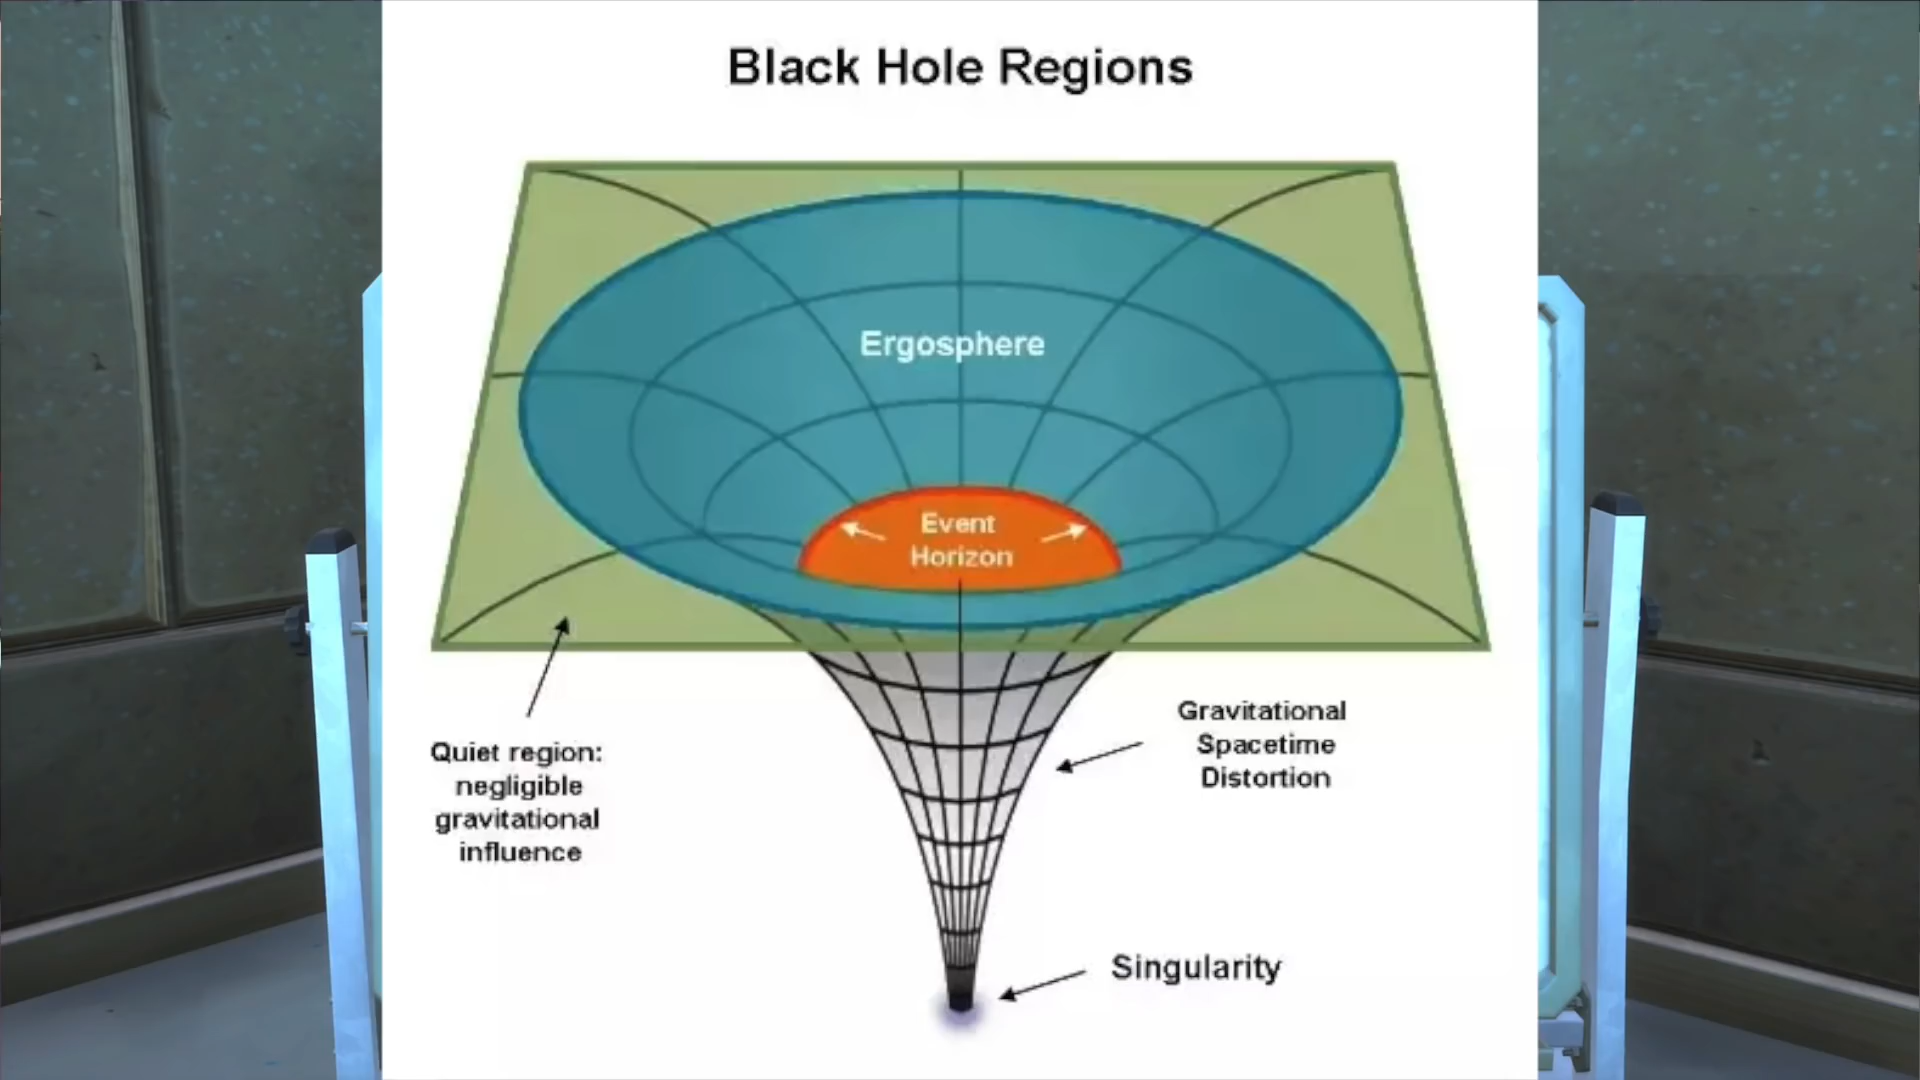 Black Hole Regions
Ergosphere
Event
Horizon
Quiet region:
negligible
gravitational
influence
Gravitational
Spacetime
Distortion
Singularity